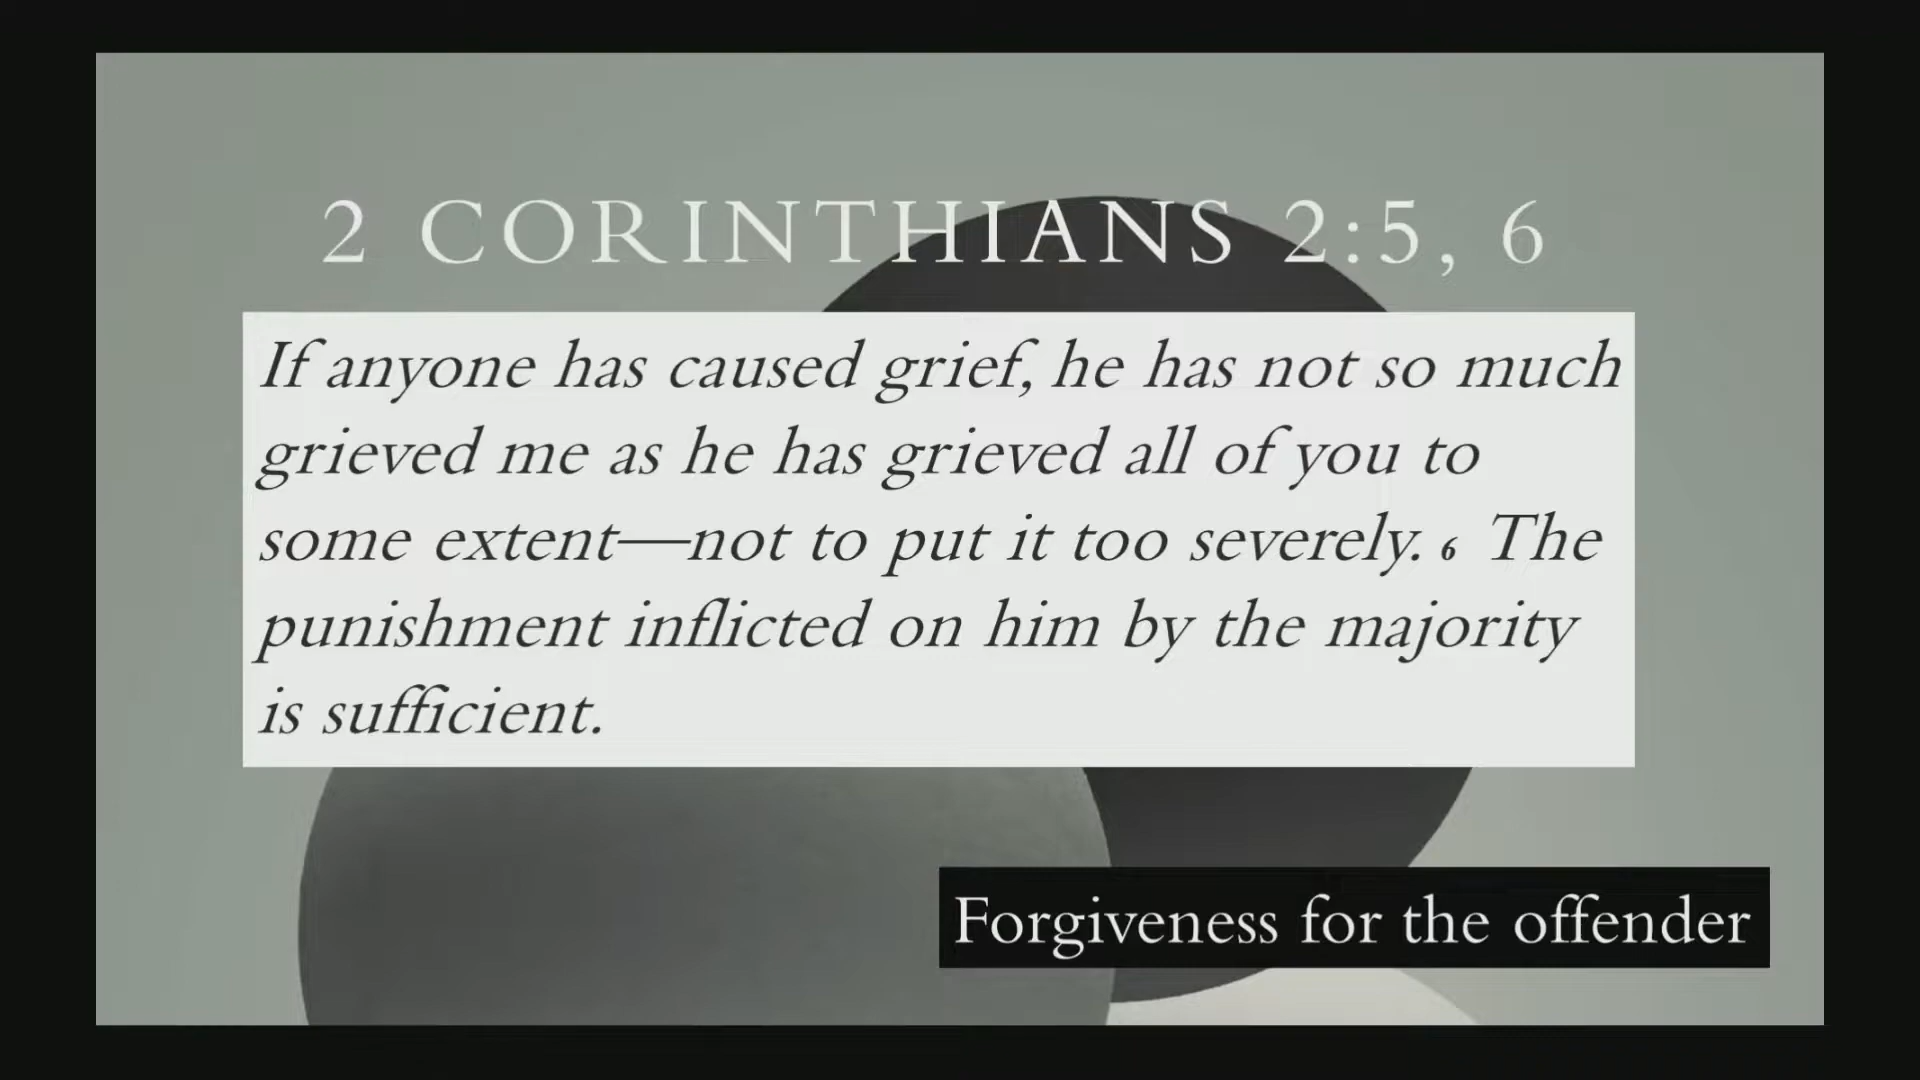 2 CORINTHIANS 2:5, 6
If anyone has caused grief, he has not so much
grieved me as he has grieved all of you to
some extent—not to put it too severely. 6 The
punishment inflicted on him by the majority
is sufficient.
Forgiveness for the offender